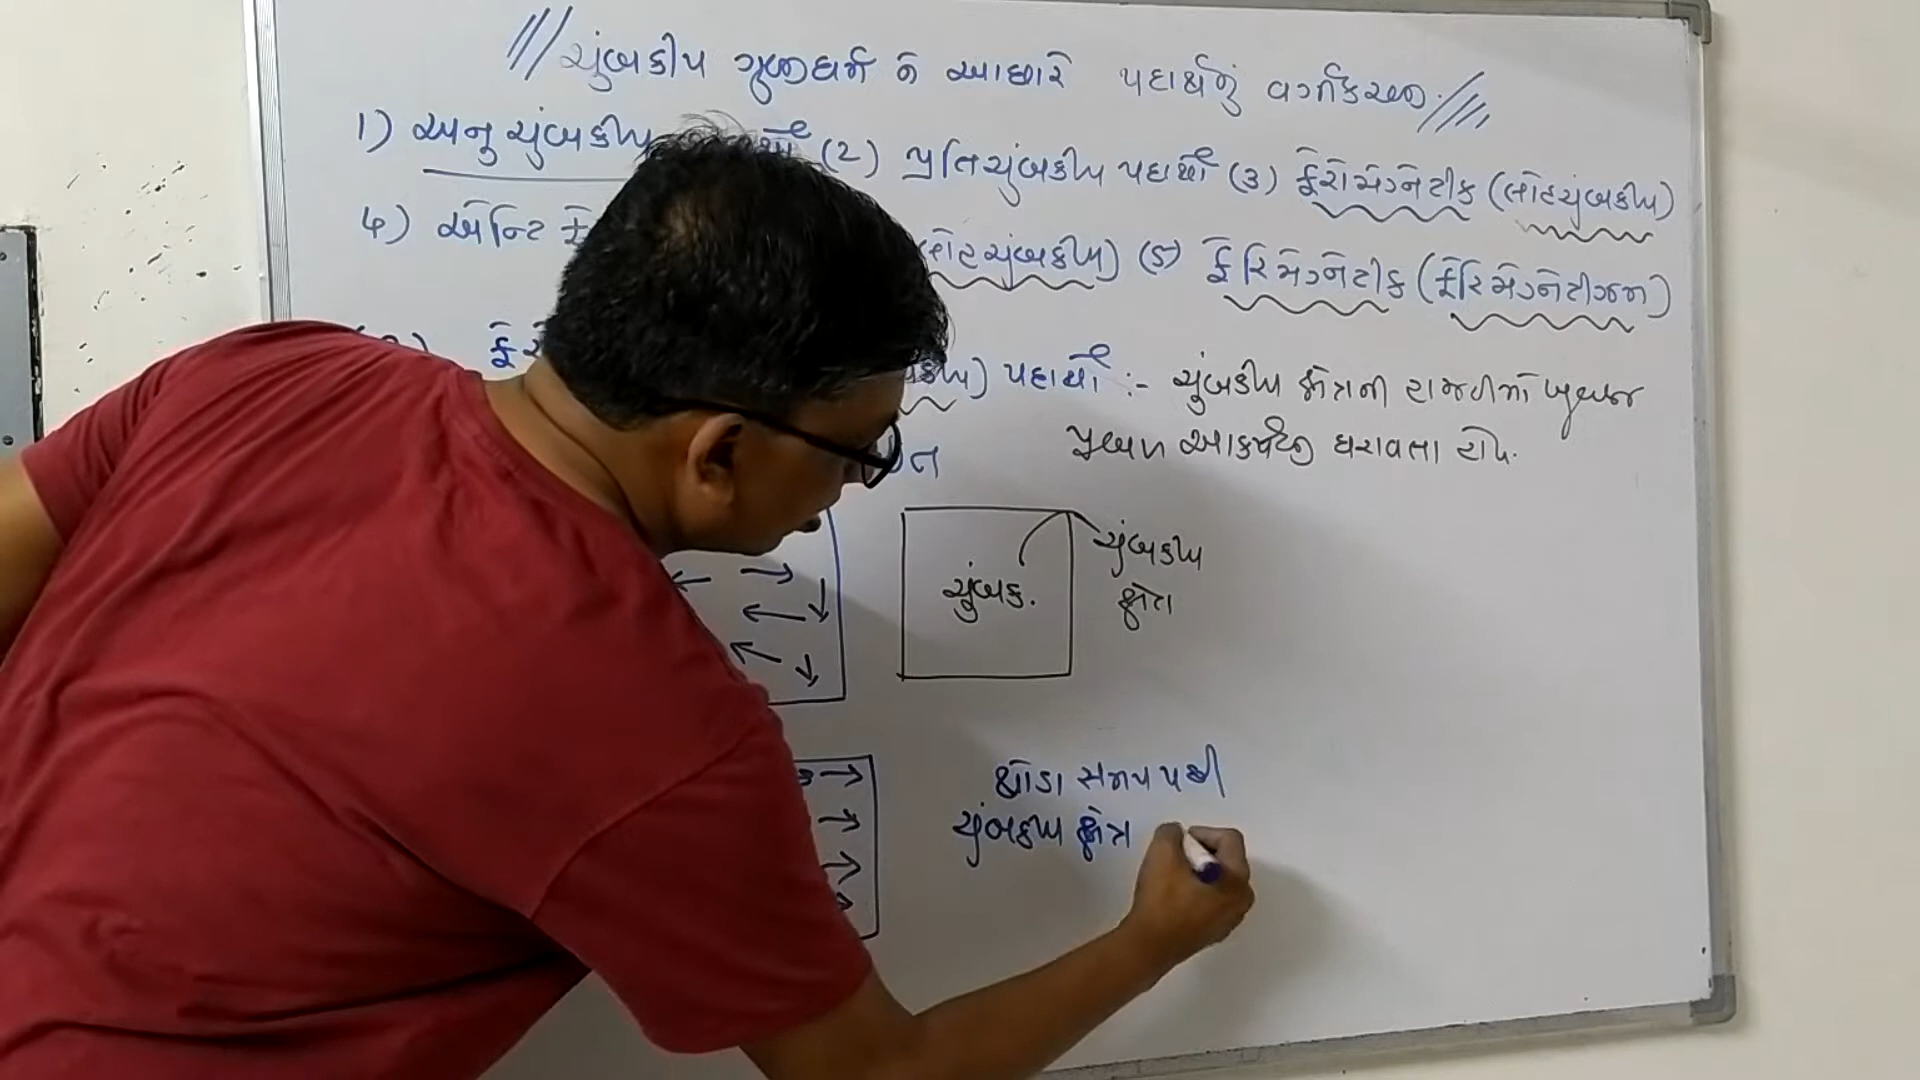 ચુંબકીય ગુણધર્મ ને આધારે પદાર્થનું વર્ગીકરણ.
1) અનુચુંબકીય (2) પ્રતિચુંબકીય પદાર્થો (3) ફેરોમેગ્નેટીક (લોહચુંબકીય)
4) એન્ટિ લોહચુંબકીય) (5) ફેરિમેગ્નેટીક (ફેરિમેગ્નેટીઝમ)
પદાર્થો :- ચુંબકીય ક્ષેત્રની હાજરીમાં ખુબજ
પ્રબળ આકર્ષણ ધરાવતા હોય.
ચુંબક.
ચુંબકીય
ક્ષેત્ર
થોડા સમય પછી
ચુંબકીય ક્ષેત્ર